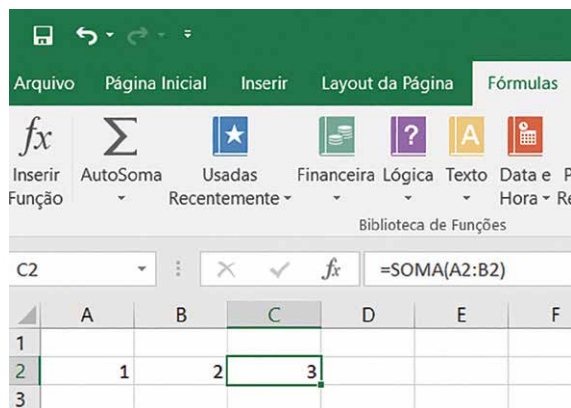 Arquivo Página Inicial Inserir Layout da Página Fórmulas
fx Σ ? A
Inserir Função AutoSoma Usadas Recentemente Financeira Lógica Texto Data e Hora
Biblioteca de Funções
C2 fx =SOMA(A2:B2)
A B C D E F
1
2 1 2 3
3